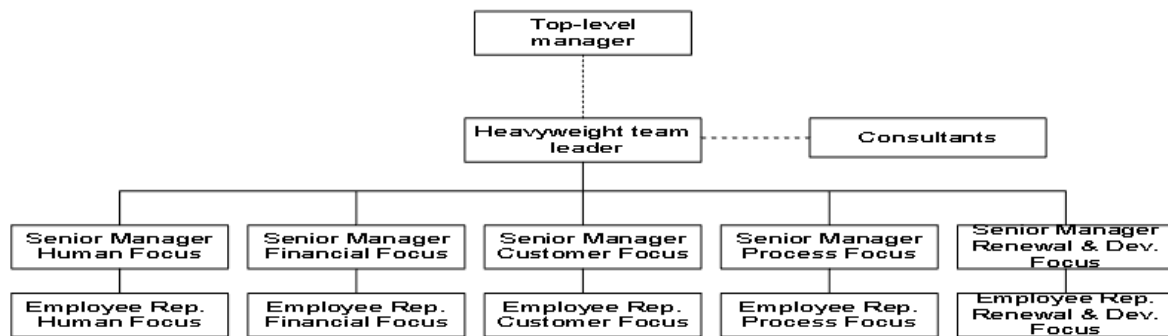 Top-level
manager
Heavyweight team
leader
Consultants
Senior Manager
Human Focus
Senior Manager
Financial Focus
Senior Manager
Customer Focus
Senior Manager
Process Focus
Senior Manager
Renewal & Dev.
Focus
Employee Rep.
Human Focus
Employee Rep.
Financial Focus
Employee Rep.
Customer Focus
Employee Rep.
Process Focus
Employee Rep.
Renewal & Dev.
Focus